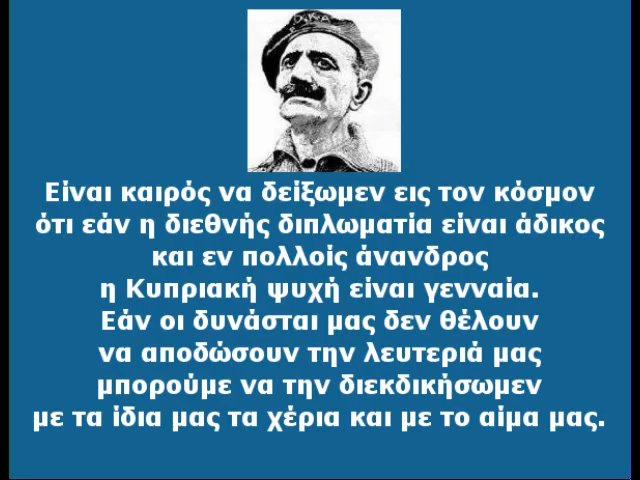 Ε.Ο.Κ.Α
Είναι καιρός να δείξωμεν εις τον κόσμον
ότι εάν η διεθνής διπλωματία είναι άδικος
και εν πολλοίς άνανδρος
η Κυπριακή ψυχή είναι γενναία.
Εάν οι δυνάσται μας δεν θέλουν
να αποδώσουν την λευτεριά μας
μπορούμε να την διεκδικήσωμεν
με τα ίδια μας τα χέρια και με το αίμα μας.